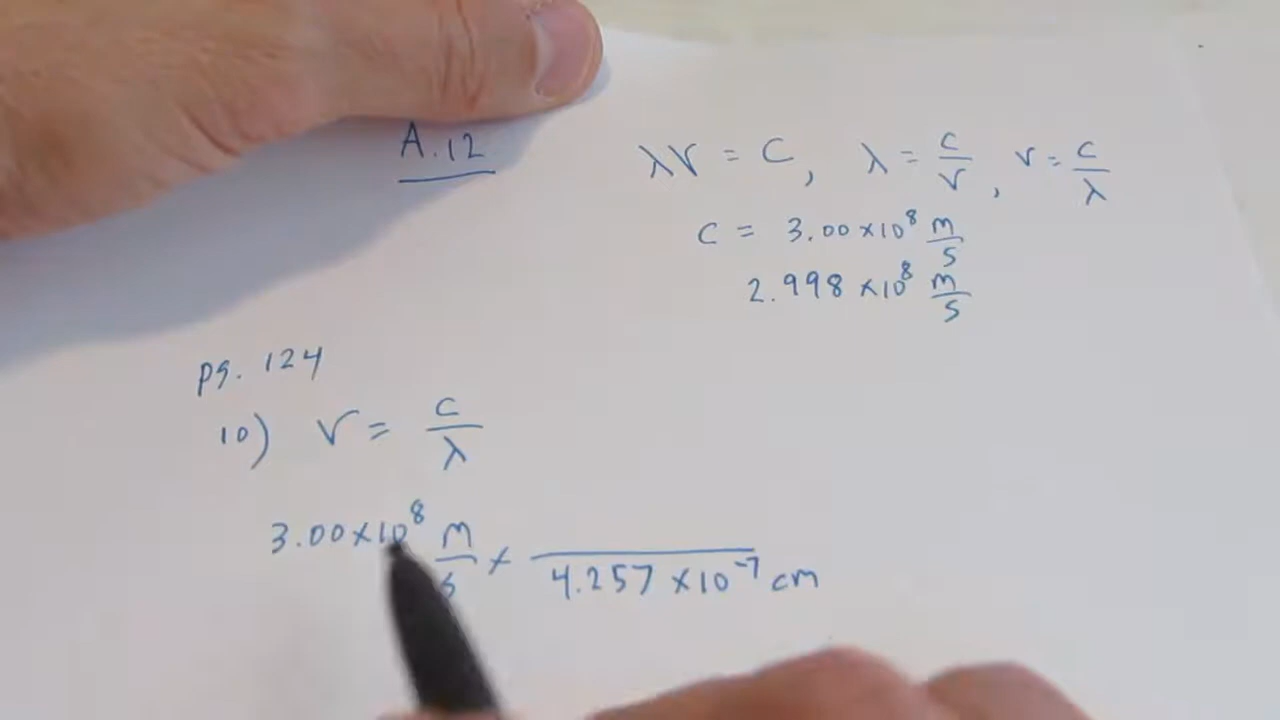 A.12
λν = c, λ = c/ν, ν = c/λ
c = 3.00×10⁸ m/s
2.998×10⁸ m/s
pg. 124
10) ν = c/λ
3.00×10⁸ m/s × /4.257×10⁻⁷ cm